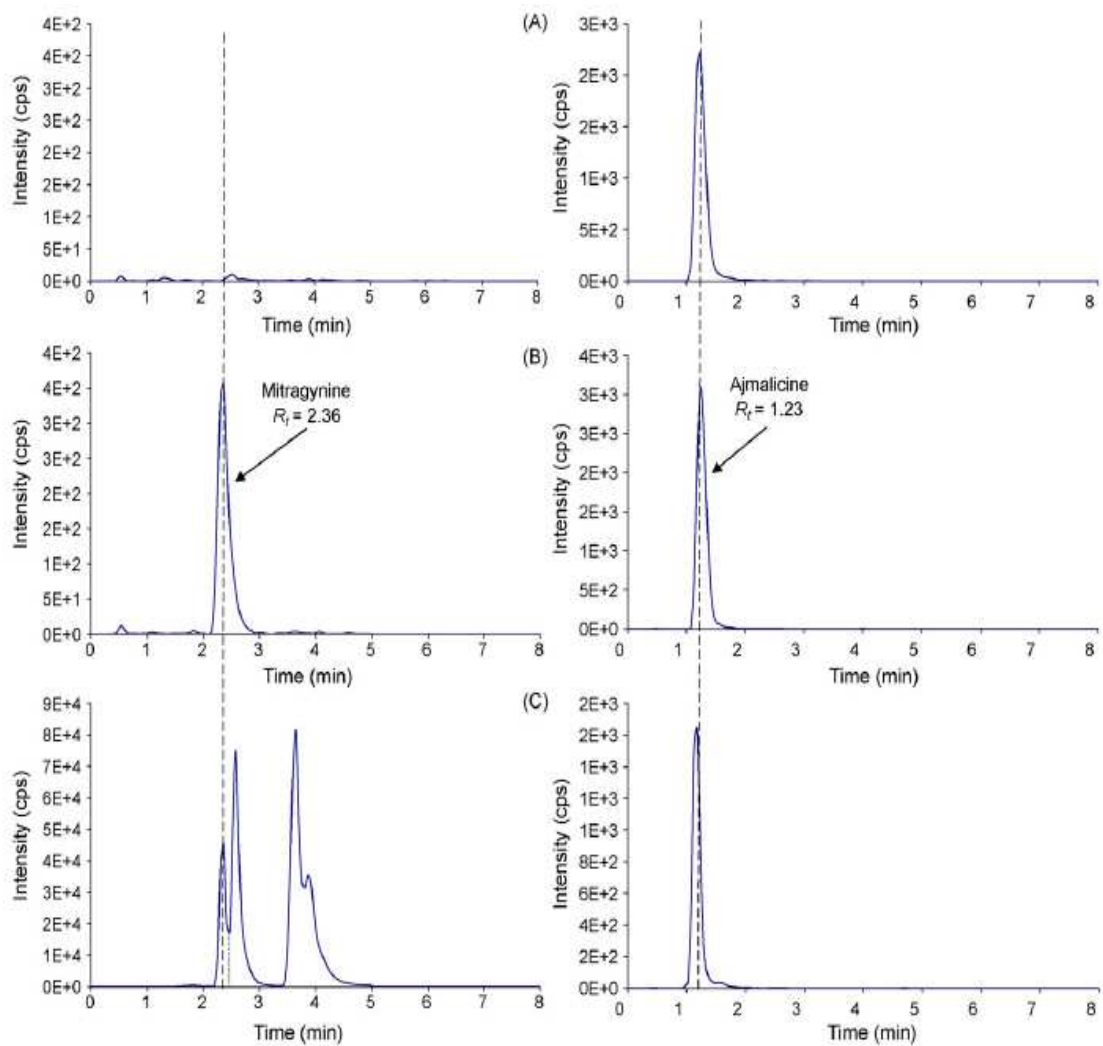 (A)
4E+2
4E+2
3E+2
3E+2
2E+2
2E+2
1E+2
5E+1
0E+0
Intensity (cps)
0 1 2 3 4 5 6 7 8
Time (min)
3E+3
2E+3
2E+3
1E+3
5E+2
0E+0
Intensity (cps)
0 1 2 3 4 5 6 7 8
Time (min)
(B)
4E+2
4E+2
3E+2
3E+2
2E+2
2E+2
1E+2
5E+1
0E+0
Intensity (cps)
Mitragynine
Rt = 2.36
0 1 2 3 4 5 6 7 8
Time (min)
4E+3
3E+3
3E+3
2E+3
2E+3
1E+3
5E+2
0E+0
Intensity (cps)
Ajmalicine
Rt = 1.23
0 1 2 3 4 5 6 7 8
Time (min)
(C)
9E+4
8E+4
7E+4
6E+4
5E+4
4E+4
3E+4
2E+4
1E+4
0E+0
Intensity (cps)
0 1 2 3 4 5 6 7 8
Time (min)
2E+3
2E+3
1E+3
1E+3
1E+3
8E+2
6E+2
4E+2
2E+2
0E+0
Intensity (cps)
0 1 2 3 4 5 6 7 8
Time (min)